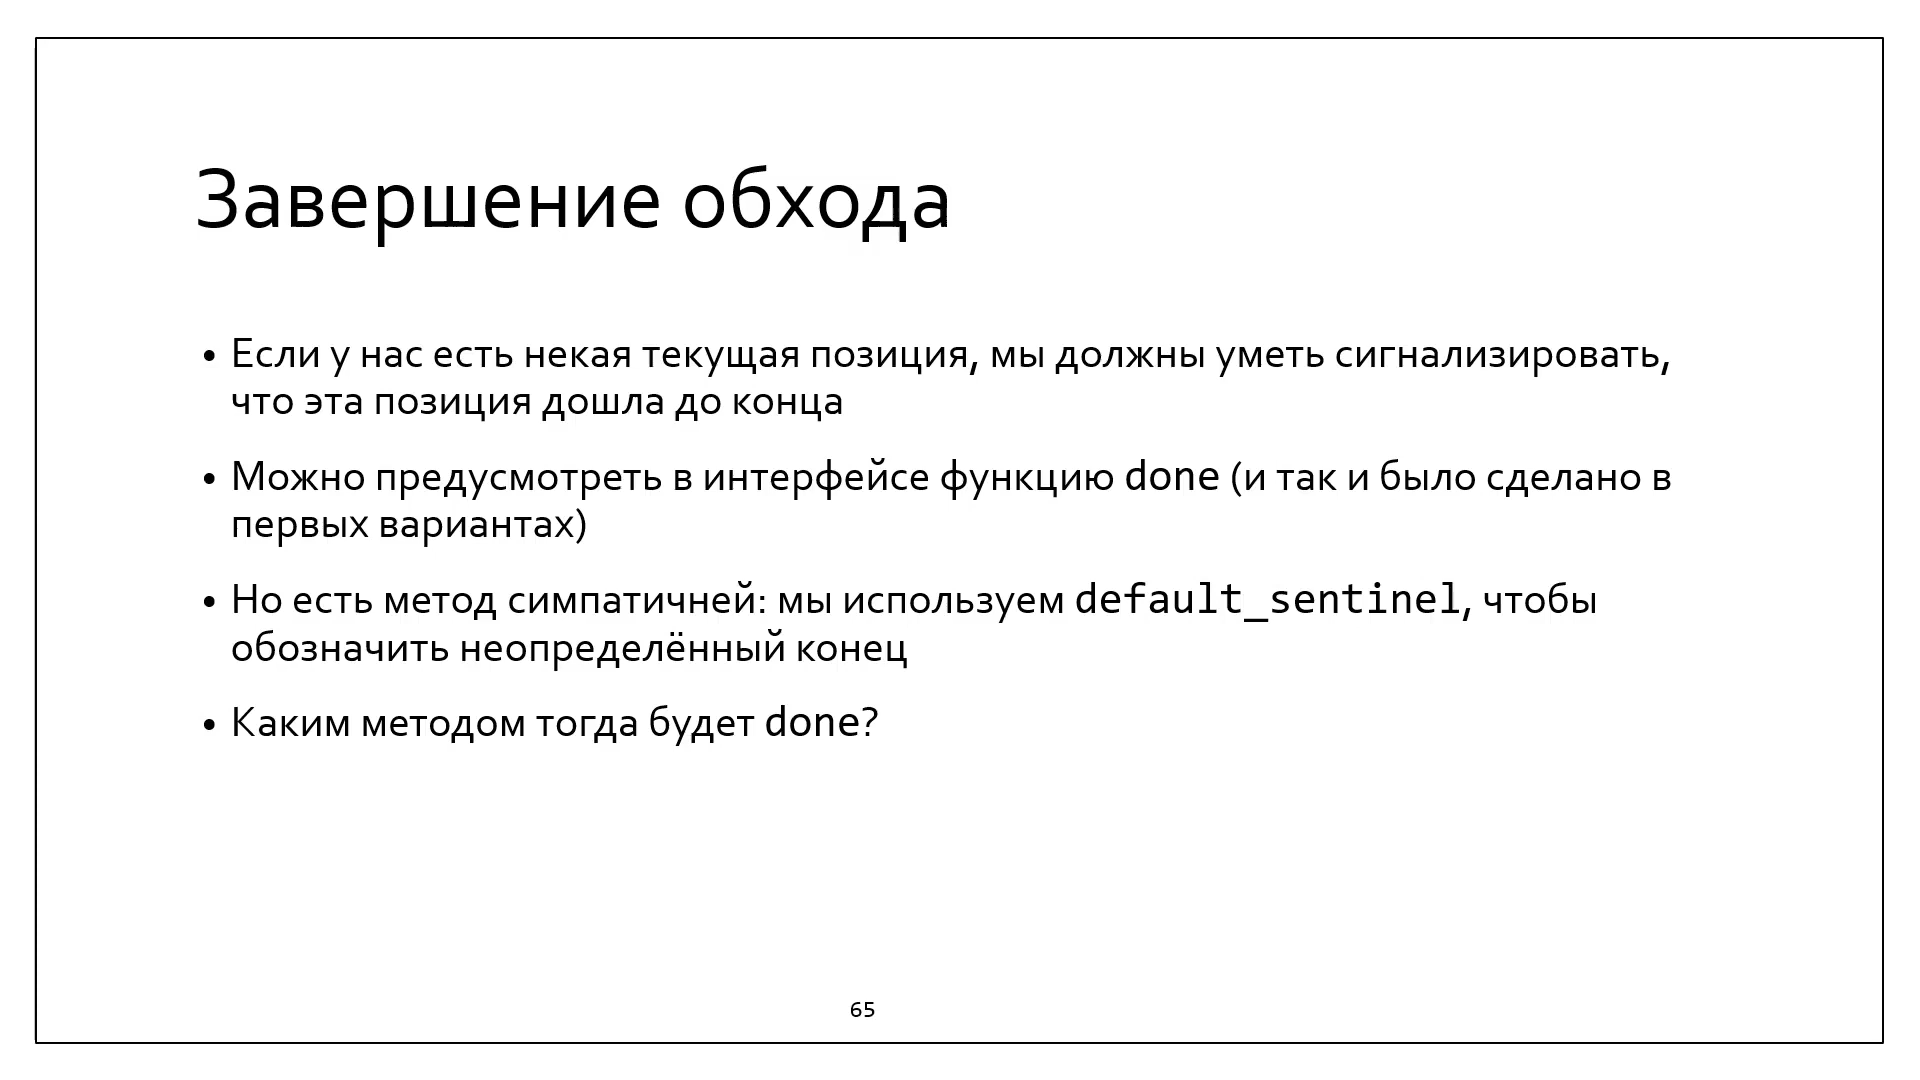 Завершение обхода
• Если у нас есть некая текущая позиция, мы должны уметь сигнализировать,
что эта позиция дошла до конца
• Можно предусмотреть в интерфейсе функцию done (и так и было сделано в
первых вариантах)
• Но есть метод симпатичней: мы используем default_sentinel, чтобы
обозначить неопределённый конец
• Каким методом тогда будет done?
65